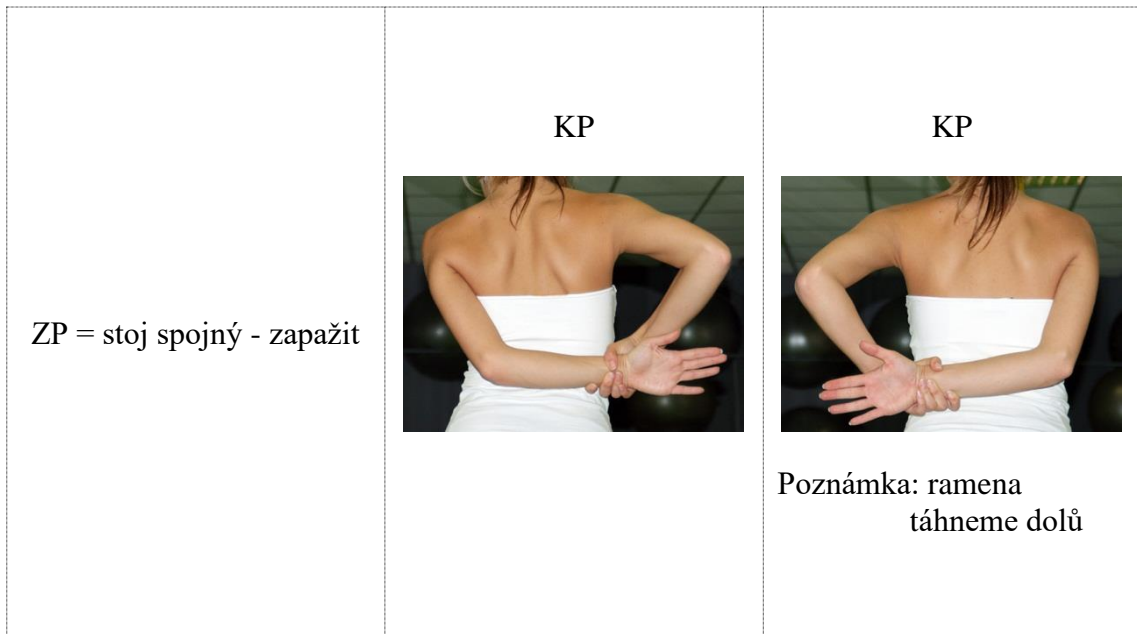 ZP = stoj spojný - zapažit
KP
KP
Poznámka: ramena
táhneme dolů